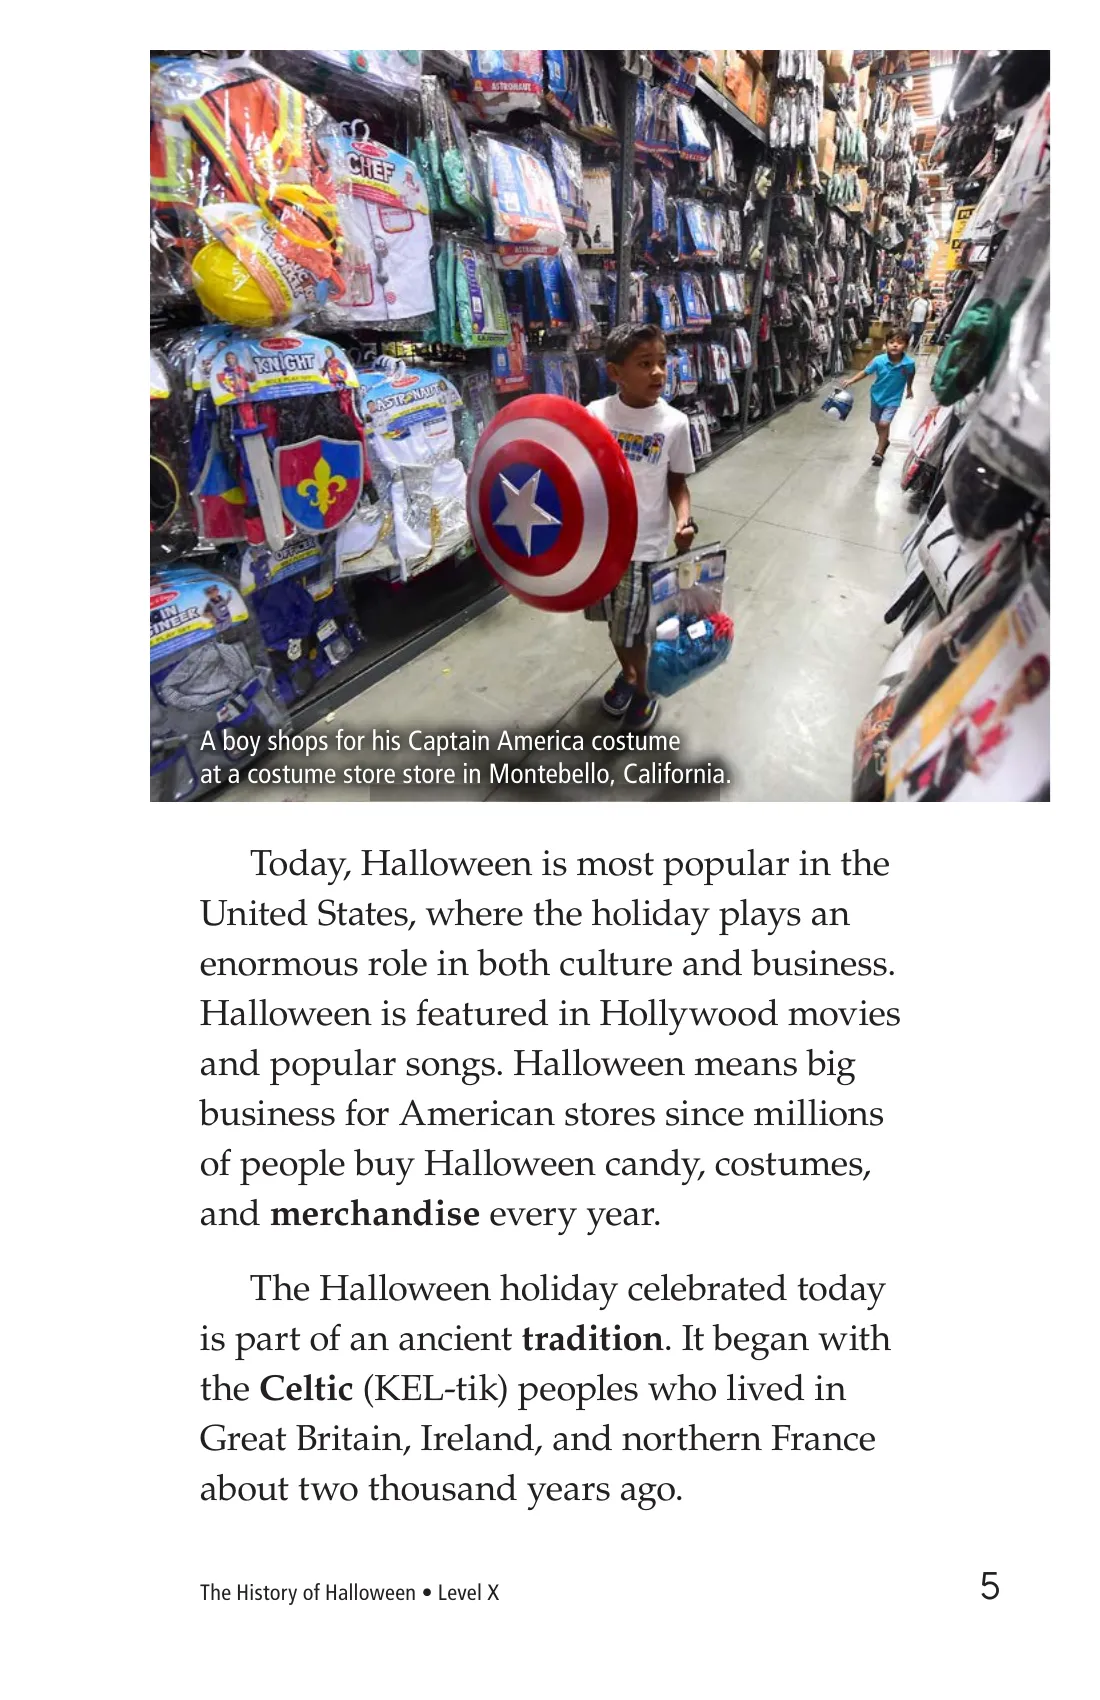 ASTRONAUT
CHEF
ASTRONAUT
KNIGHT
ASTRONAUT
OFFICER
A boy shops for his Captain America costume
at a costume store store in Montebello, California.
Today, Halloween is most popular in the
United States, where the holiday plays an
enormous role in both culture and business.
Halloween is featured in Hollywood movies
and popular songs. Halloween means big
business for American stores since millions
of people buy Halloween candy, costumes,
and merchandise every year.
The Halloween holiday celebrated today
is part of an ancient tradition. It began with
the Celtic (KEL-tik) peoples who lived in
Great Britain, Ireland, and northern France
about two thousand years ago.
The History of Halloween • Level X
5